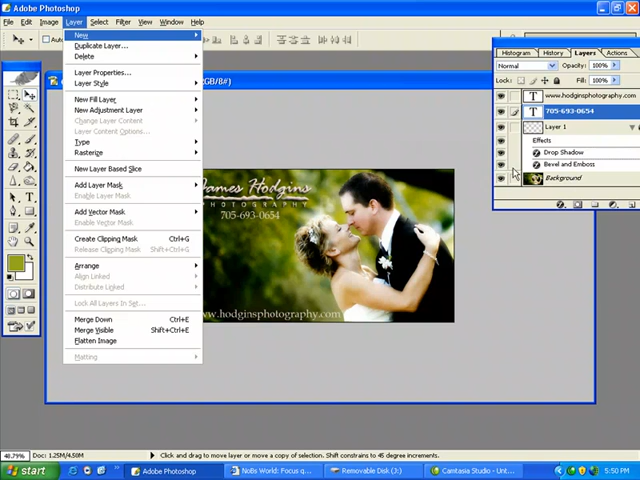 Adobe Photoshop
File Edit Image Layer Select Filter View Window Help
New
Duplicate Layer...
Delete
Layer Properties...
Layer Style
New Fill Layer
New Adjustment Layer
Change Layer Content
Layer Content Options...
Type
Rasterize
New Layer Based Slice
Add Layer Mask
Enable Layer Mask
Add Vector Mask
Enable Vector Mask
Create Clipping Mask Ctrl+G
Release Clipping Mask Shift+Ctrl+G
Arrange
Align Linked
Distribute Linked
Lock All Layers In Set...
Merge Down Ctrl+E
Merge Visible Shift+Ctrl+E
Flatten Image
Matting
RGB/8#)
James Hodgins
PHOTOGRAPHY
705-693-0654
www.hodginsphotography.com
Histogram History Layers Actions
Normal Opacity: 100%
Lock: Fill: 100%
www.hodginsphotography.com
705-693-0654
Layer 1
Effects
Drop Shadow
Bevel and Emboss
Background
48.79% Doc: 1.25M/4.50M Click and drag to move layer or move a copy of selection. Shift constrains to 45 degree increments.
start Adobe Photoshop NoBs World: Focus q... Removable Disk (J:) Camtasia Studio - Unt... 5:50 PM